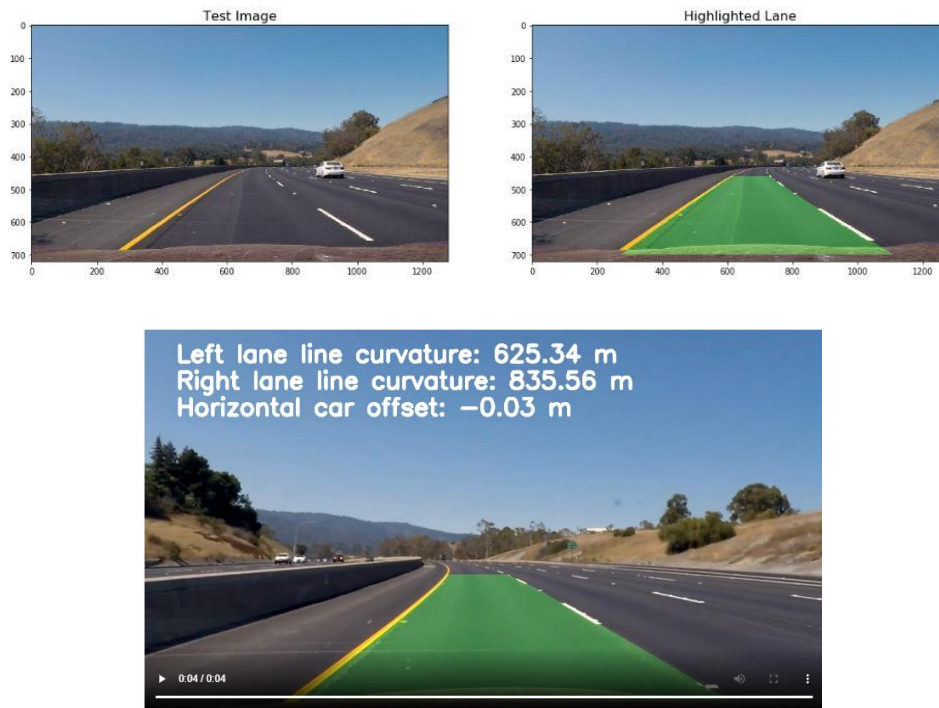 Test Image
Highlighted Lane
0
100
200
300
400
500
600
700
0 200 400 600 800 1000 1200
0
100
200
300
400
500
600
700
0 200 400 600 800 1000 1200
Left lane line curvature: 625.34 m
Right lane line curvature: 835.56 m
Horizontal car offset: −0.03 m
0:04 / 0:04